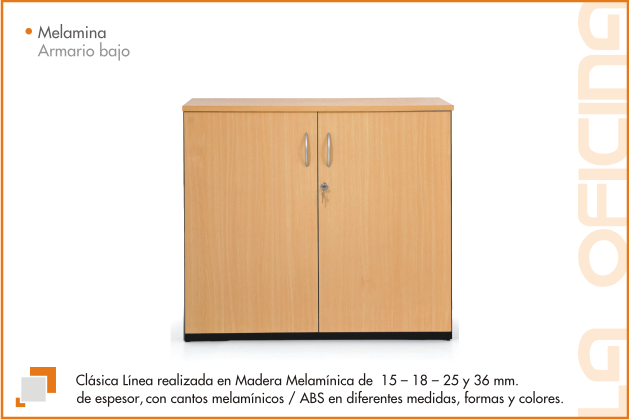 Melamina
Armario bajo
LA OFICINA
Clásica Línea realizada en Madera Melamínica de 15 – 18 – 25 y 36 mm.
de espesor, con cantos melamínicos / ABS en diferentes medidas, formas y colores.